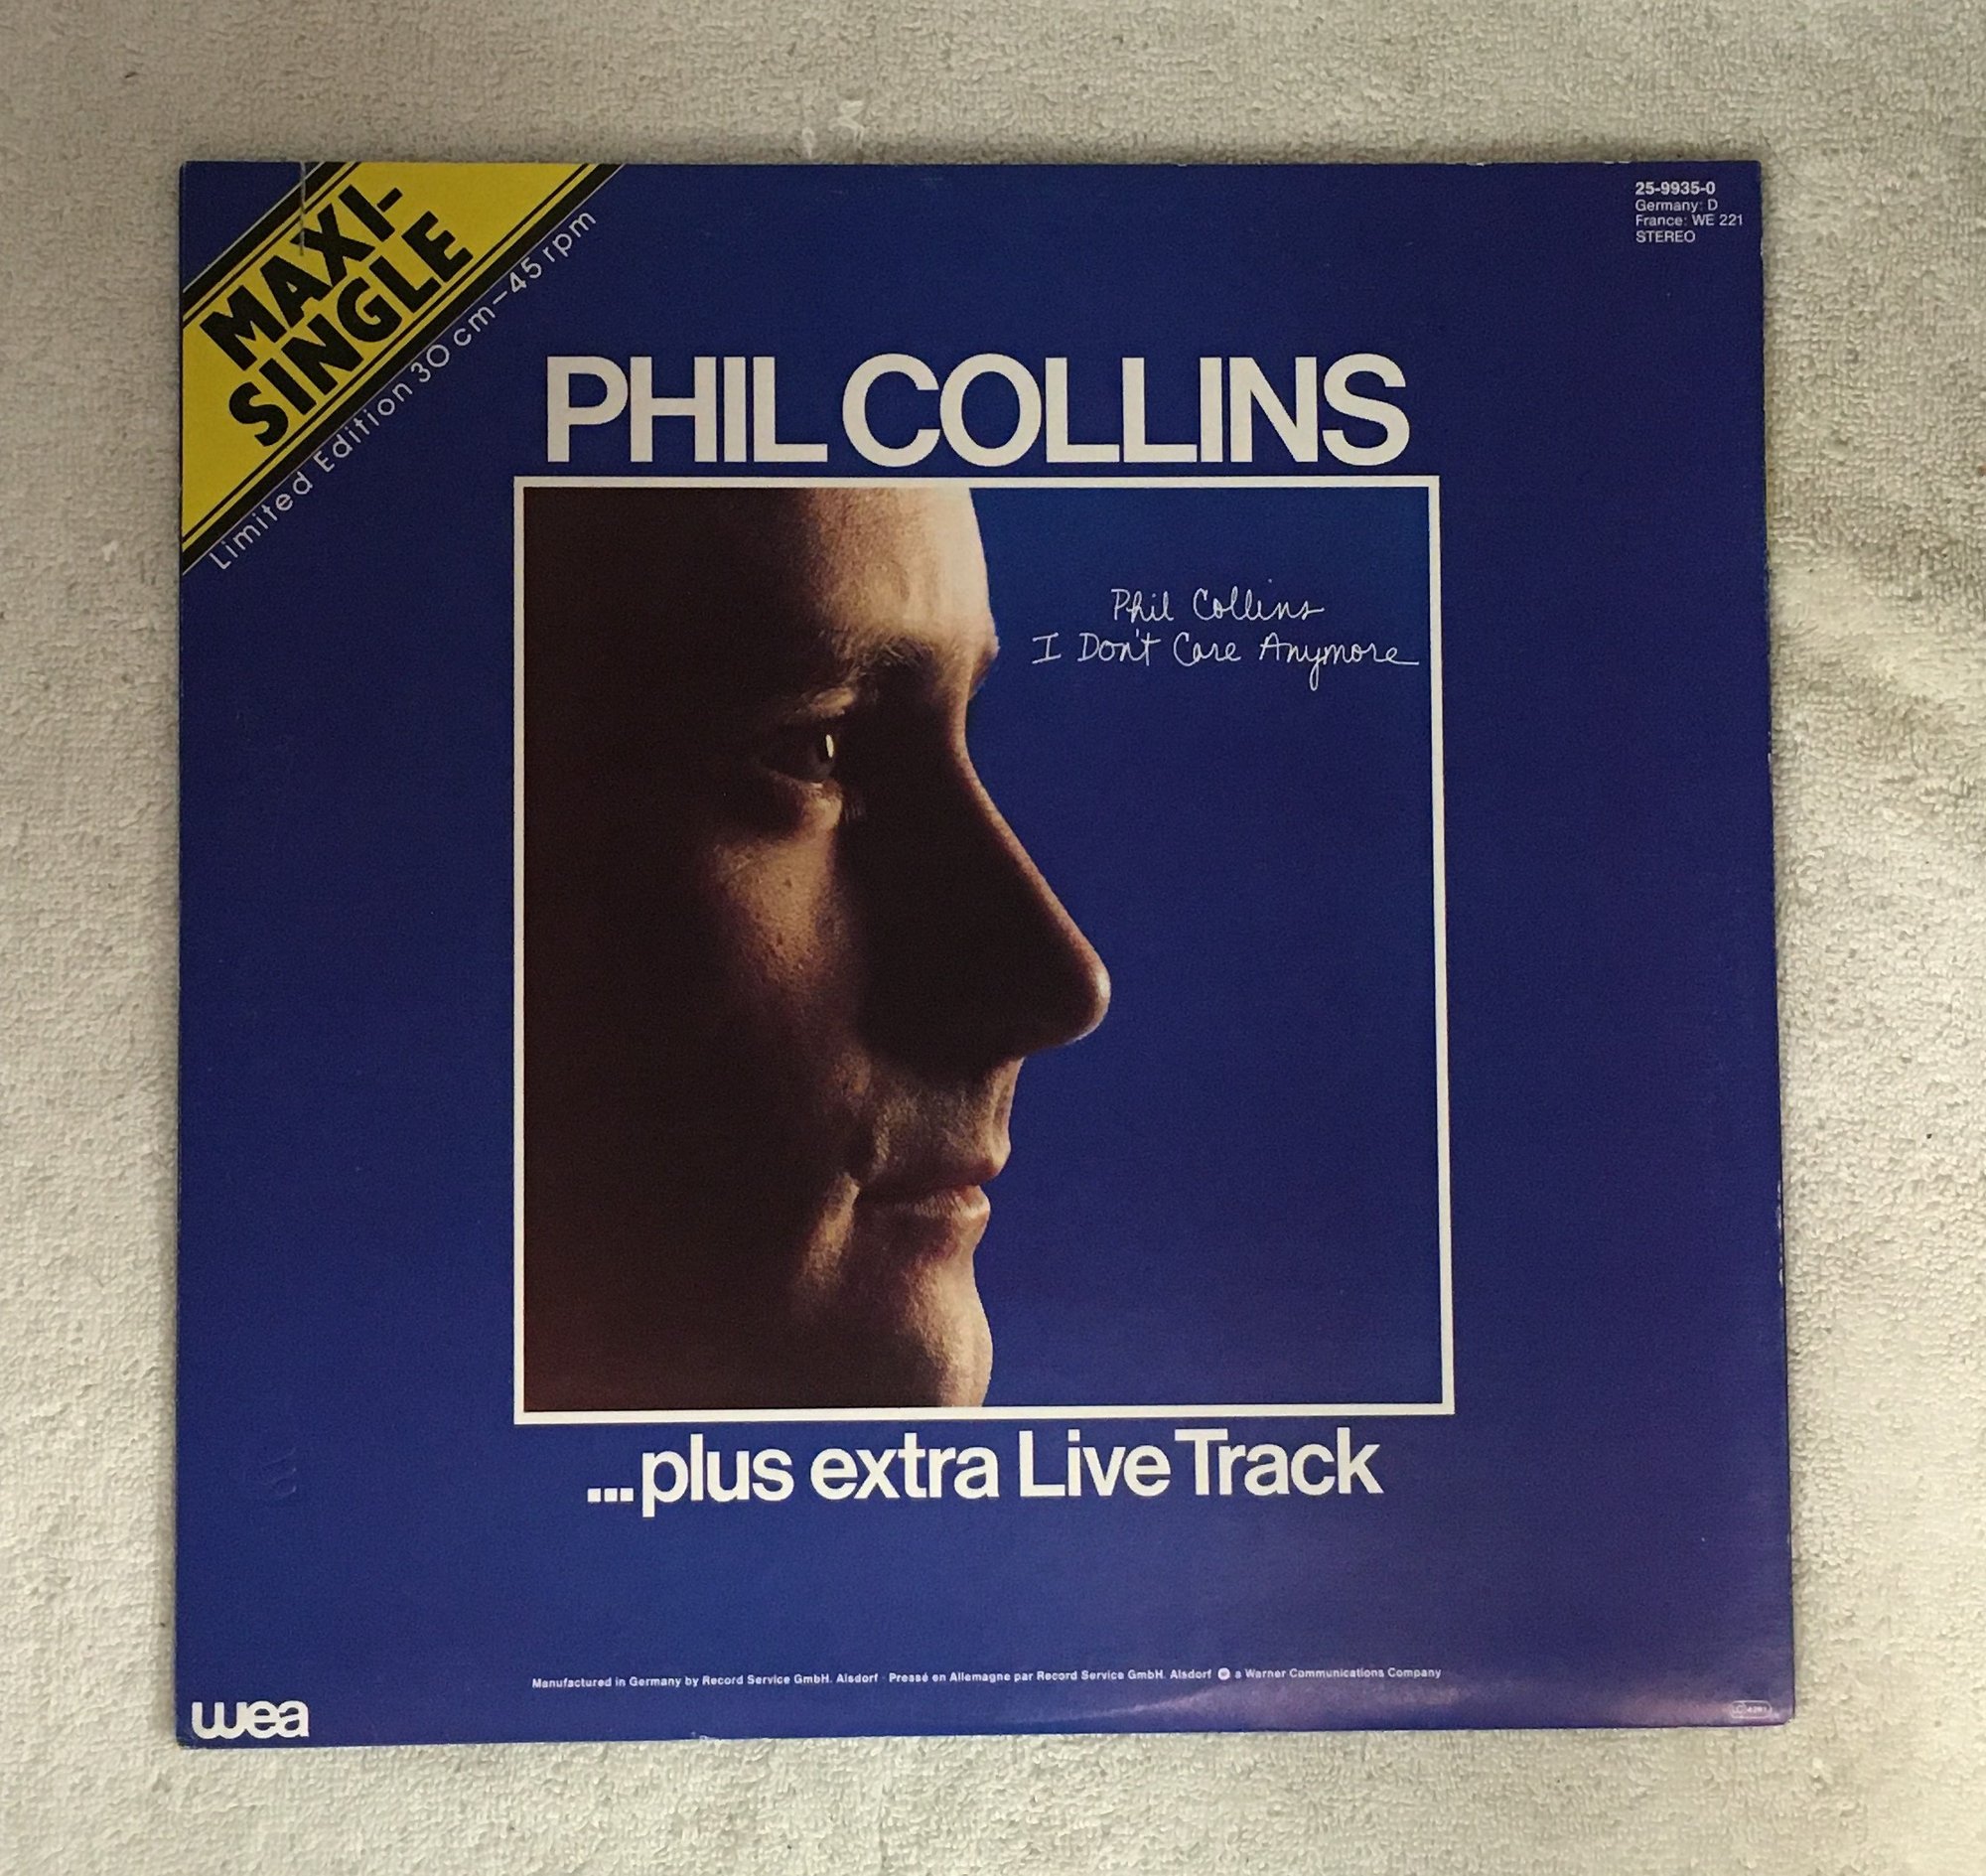 MAXI-
SINGLE
Limited Edition 30 cm – 45 rpm
25-9935-0
Germany: D
France: WE 221
STEREO
PHIL COLLINS
Phil Collins
I Don't Care Anymore
...plus extra Live Track
Manufactured in Germany by Record Service GmbH. Alsdorf · Pressé en Allemagne par Record Service GmbH. Alsdorf a Warner Communications Company
wea